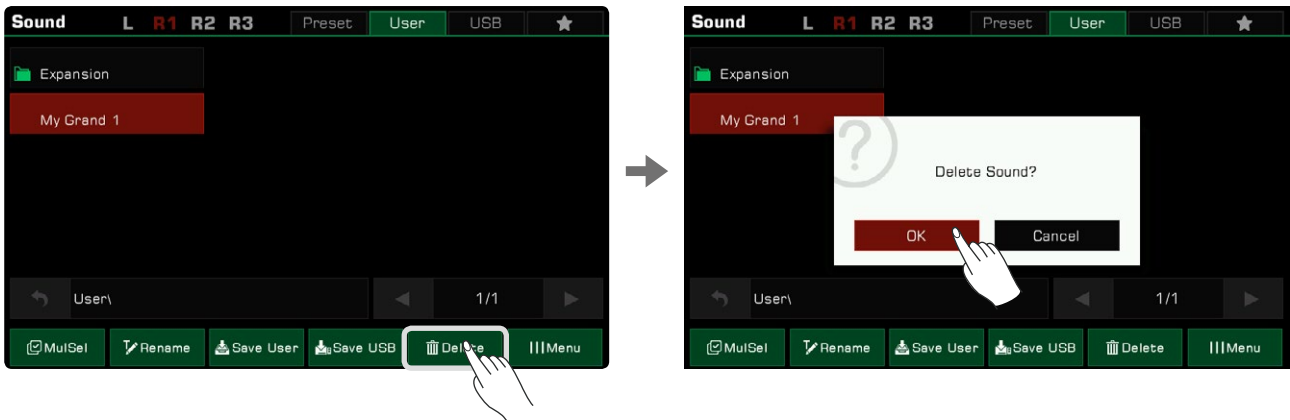 Sound L R1 R2 R3 Preset User USB
Expansion
My Grand 1
User\ 1/1
MulSel Rename Save User Save USB Delete Menu
Sound L R1 R2 R3 Preset User USB
Expansion
My Grand 1
?
Delete Sound?
OK Cancel
User\ 1/1
MulSel Rename Save User Save USB Delete Menu